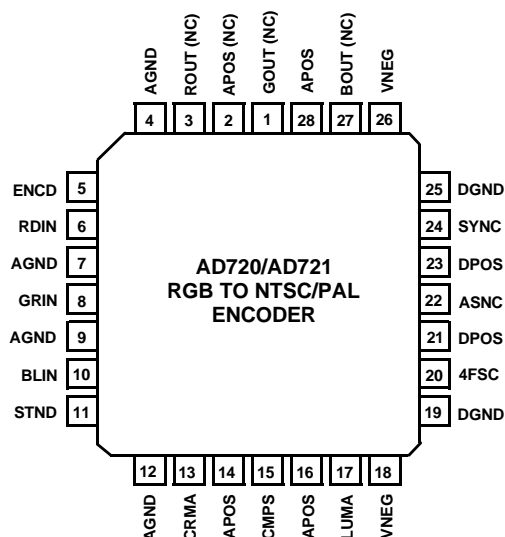 AGND
ROUT (NC)
APOS (NC)
GOUT (NC)
APOS
BOUT (NC)
VNEG
4 3 2 1 28 27 26
ENCD 5
RDIN 6
AGND 7
GRIN 8
AGND 9
BLIN 10
STND 11
AD720/AD721
RGB TO NTSC/PAL
ENCODER
25 DGND
24 SYNC
23 DPOS
22 ASNC
21 DPOS
20 4FSC
19 DGND
12 13 14 15 16 17 18
AGND
CRMA
APOS
CMPS
APOS
LUMA
VNEG